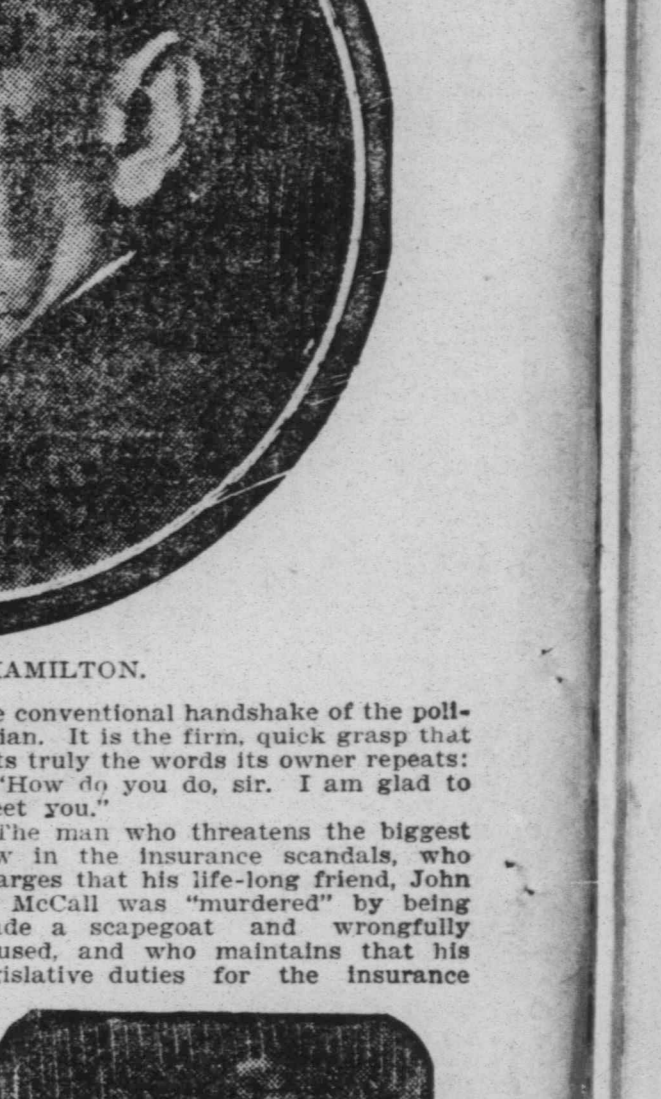 HAMILTON.
e conventional handshake of the poli-
ian. It is the firm, quick grasp that
ts truly the words its owner repeats:
"How do you do, sir. I am glad to
eet you."
The man who threatens the biggest
w in the insurance scandals, who
arges that his life-long friend, John
McCall was "murdered" by being
de a scapegoat and wrongfully
used, and who maintains that his
islative duties for the insurance